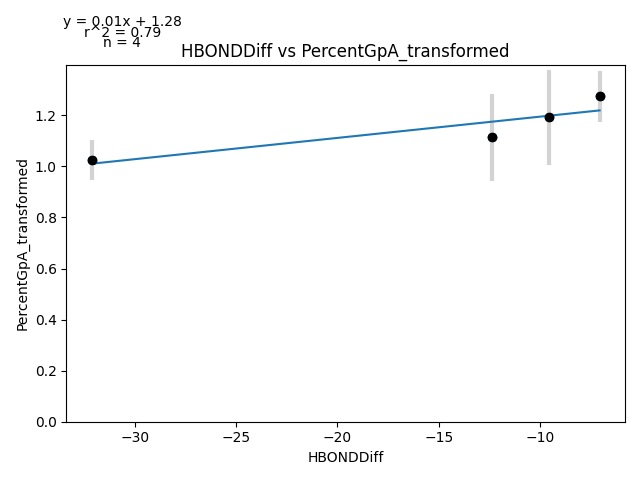 y = 0.01x + 1.28
r^2 = 0.79
n = 4
HBONDDiff vs PercentGpA_transformed
PercentGpA_transformed
1.2
1.0
0.8
0.6
0.4
0.2
0.0
−30
−25
−20
−15
−10
HBONDDiff